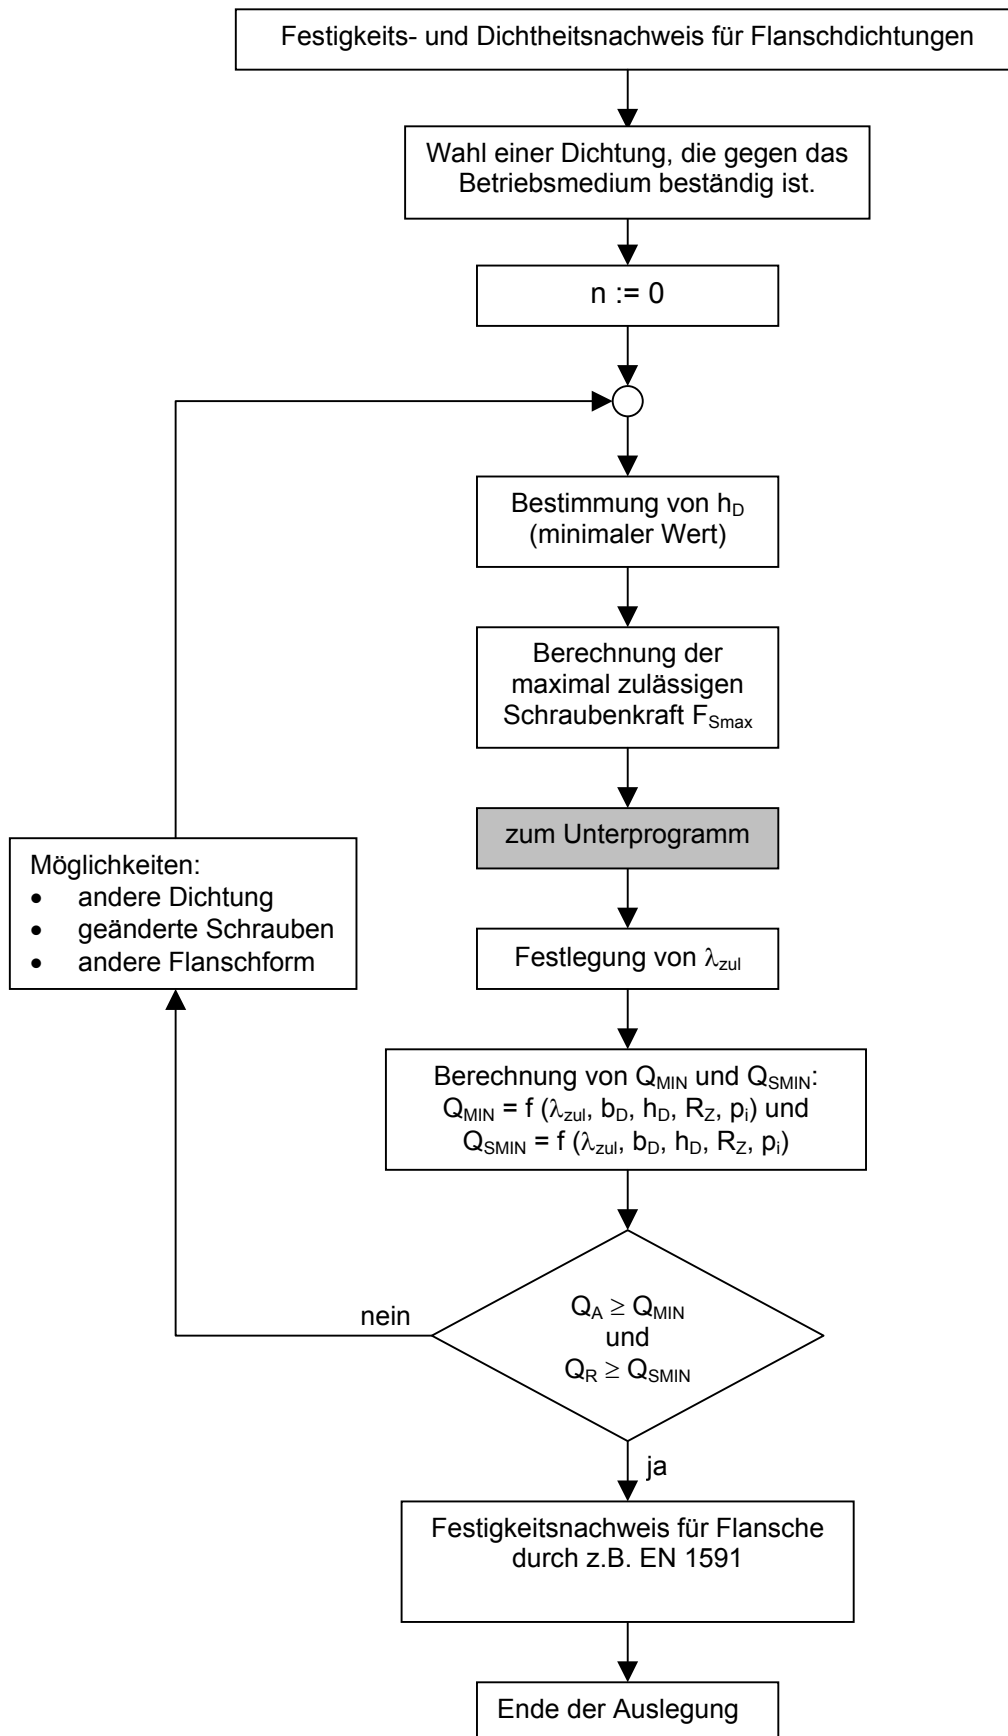 Festigkeits- und Dichtheitsnachweis für Flanschdichtungen
Wahl einer Dichtung, die gegen das
Betriebsmedium beständig ist.
n := 0
Bestimmung von hD
(minimaler Wert)
Berechnung der
maximal zulässigen
Schraubenkraft FSmax
zum Unterprogramm
Möglichkeiten:
• andere Dichtung
• geänderte Schrauben
• andere Flanschform
Festlegung von λzul
Berechnung von QMIN und QSMIN:
QMIN = f (λzul, bD, hD, RZ, pi) und
QSMIN = f (λzul, bD, hD, RZ, pi)
nein
QA ≥ QMIN
und
QR ≥ QSMIN
ja
Festigkeitsnachweis für Flansche
durch z.B. EN 1591
Ende der Auslegung